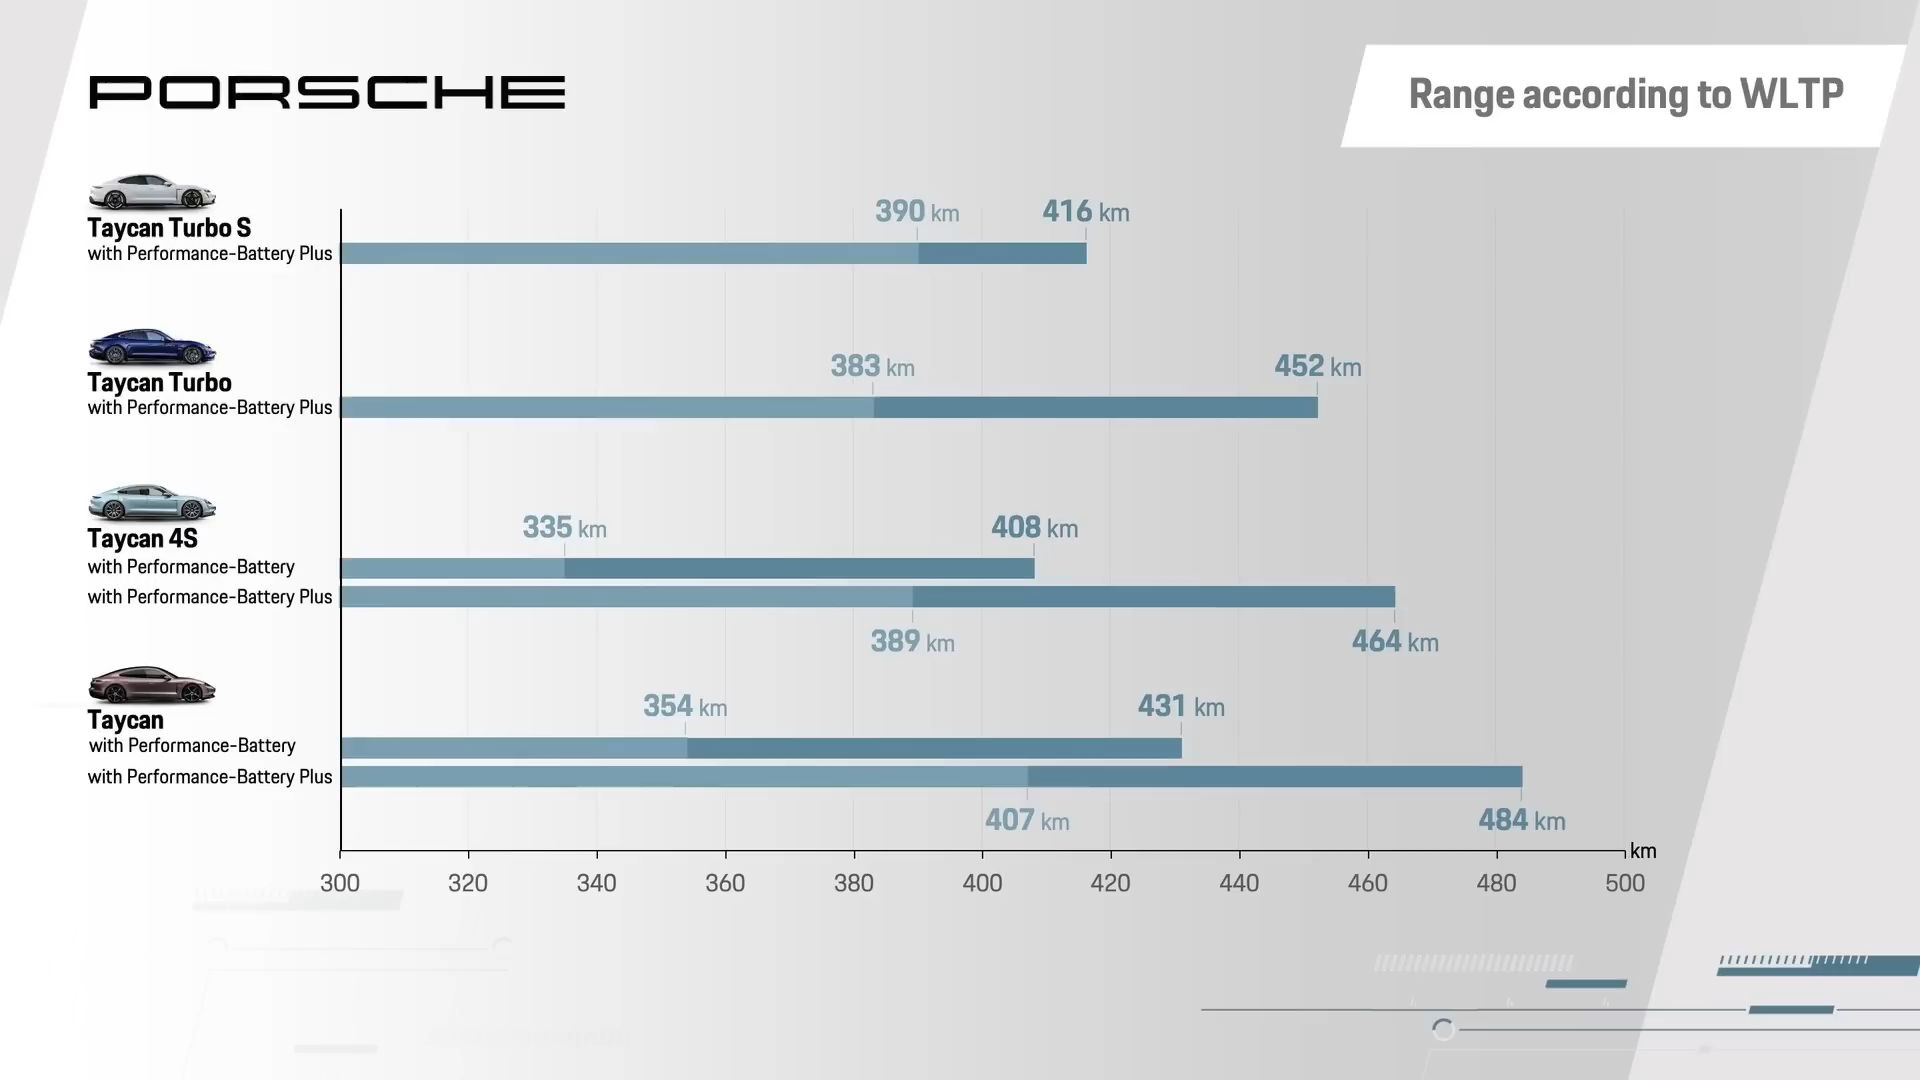 PORSCHE
Range according to WLTP
Taycan Turbo S
with Performance-Battery Plus
390 km
416 km
Taycan Turbo
with Performance-Battery Plus
383 km
452 km
Taycan 4S
with Performance-Battery
335 km
408 km
with Performance-Battery Plus
389 km
464 km
Taycan
with Performance-Battery
354 km
431 km
with Performance-Battery Plus
407 km
484 km
km
300 320 340 360 380 400 420 440 460 480 500